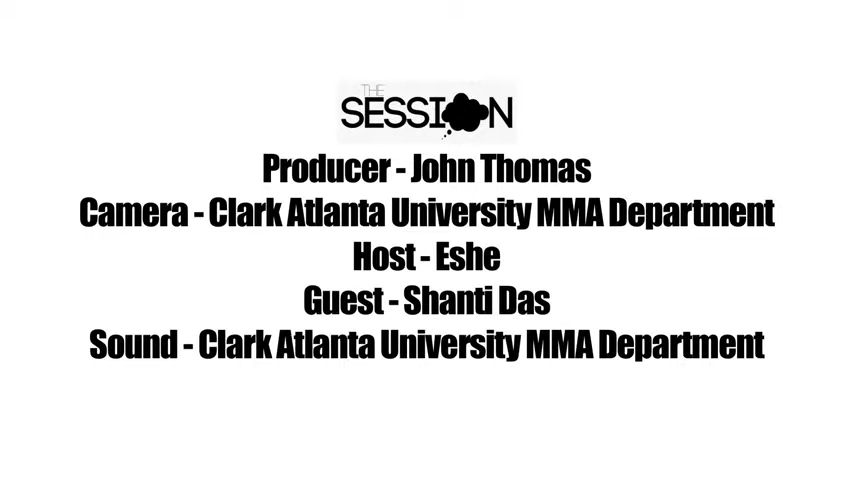 THE
SESSION
Producer - John Thomas
Camera - Clark Atlanta University MMA Department
Host - Eshe
Guest - Shanti Das
Sound - Clark Atlanta University MMA Department